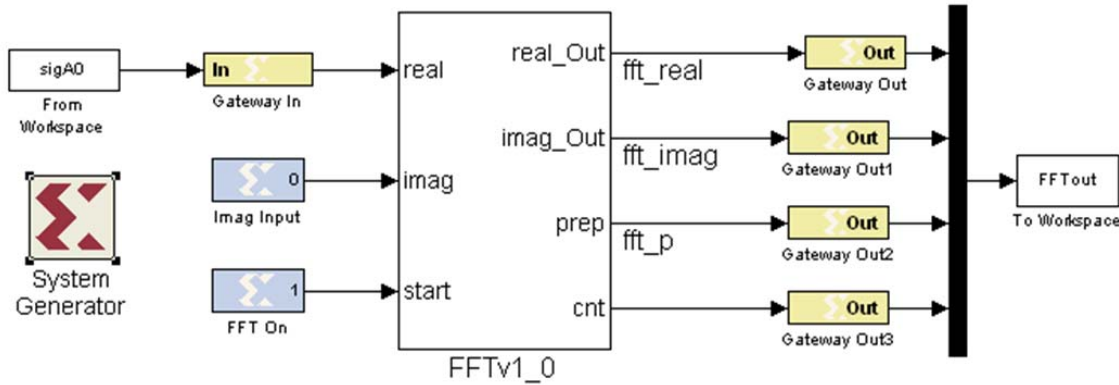 sigA0
From
Workspace
In
Gateway In
0
Imag Input
1
FFT On
System
Generator
real
imag
start
real_Out
imag_Out
prep
cnt
FFTv1_0
fft_real
fft_imag
fft_p
Out
Gateway Out
Out
Gateway Out1
Out
Gateway Out2
Out
Gateway Out3
FFTout
To Workspace